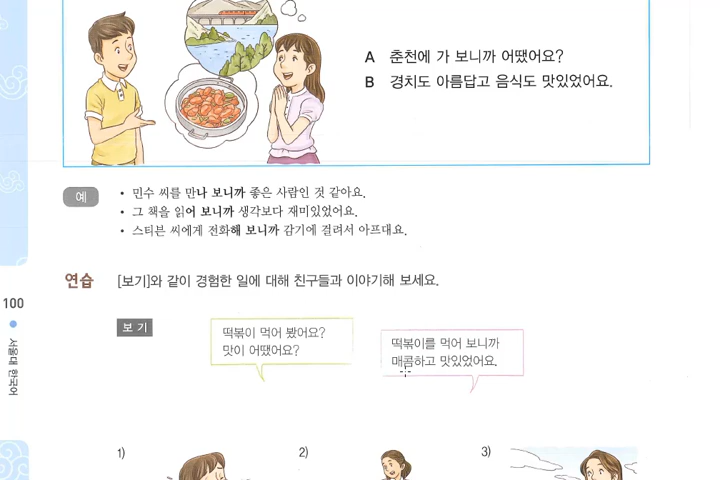 A 춘천에 가 보니까 어땠어요?
B 경치도 아름답고 음식도 맛있었어요.
예
• 민수 씨를 만나 보니까 좋은 사람인 것 같아요.
• 그 책을 읽어 보니까 생각보다 재미있었어요.
• 스티븐 씨에게 전화해 보니까 감기에 걸려서 아프대요.
연습 [보기]와 같이 경험한 일에 대해 친구들과 이야기해 보세요.
100
서울대 한국어
보기
떡볶이 먹어 봤어요?
맛이 어땠어요?
떡볶이를 먹어 보니까
매콤하고 맛있었어요.
1)
2)
3)